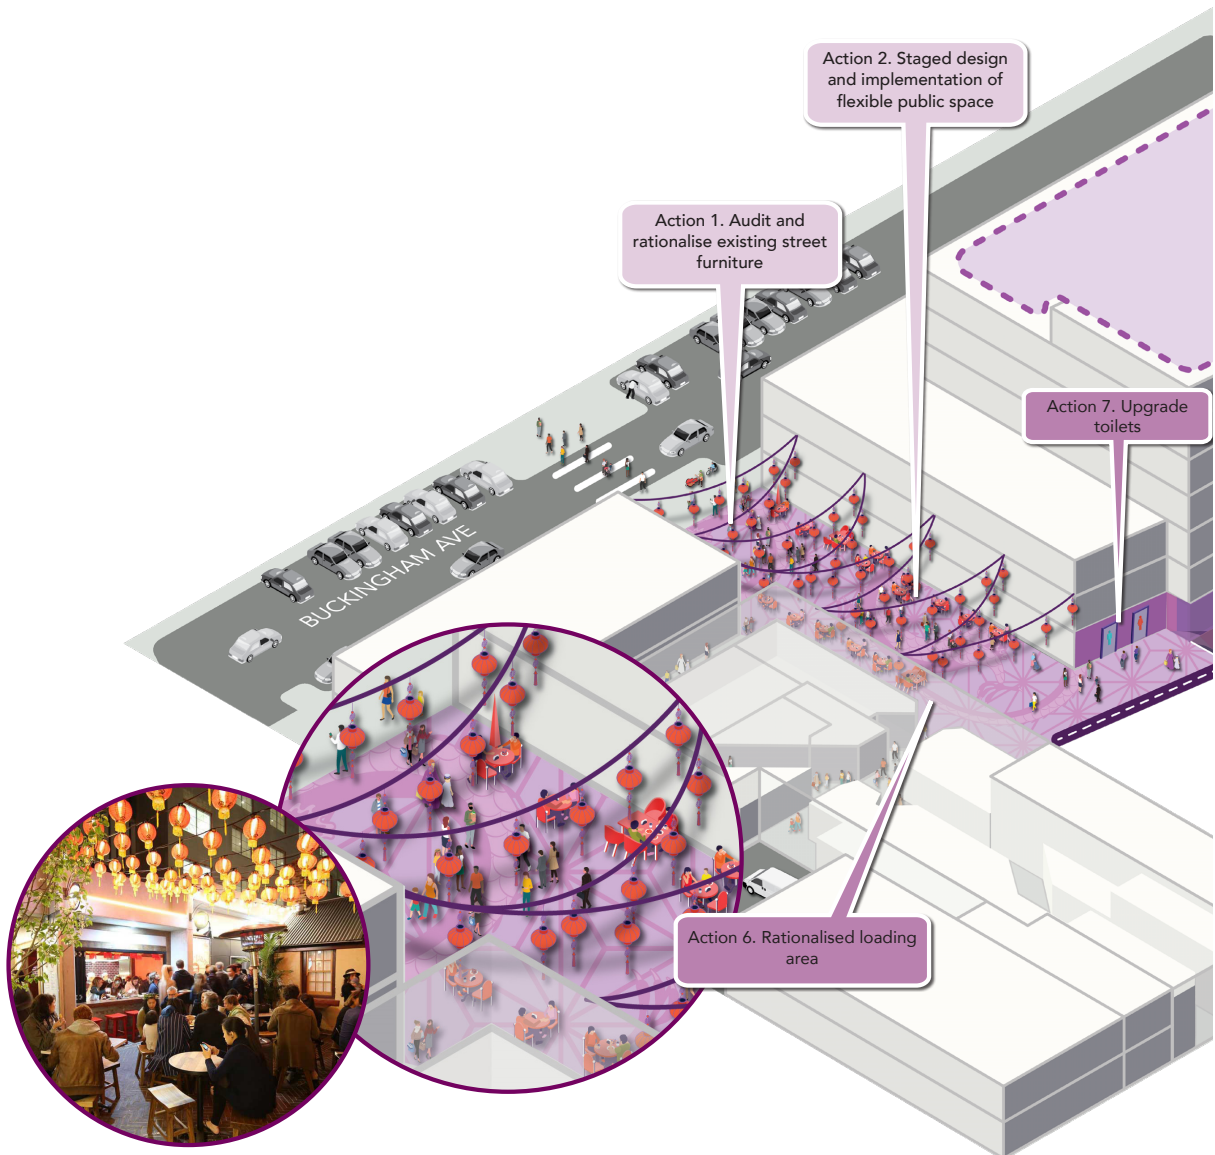 Action 2. Staged design
and implementation of
flexible public space
Action 1. Audit and
rationalise existing street
furniture
Action 7. Upgrade
toilets
BUCKINGHAM AVE
Action 6. Rationalised loading
area